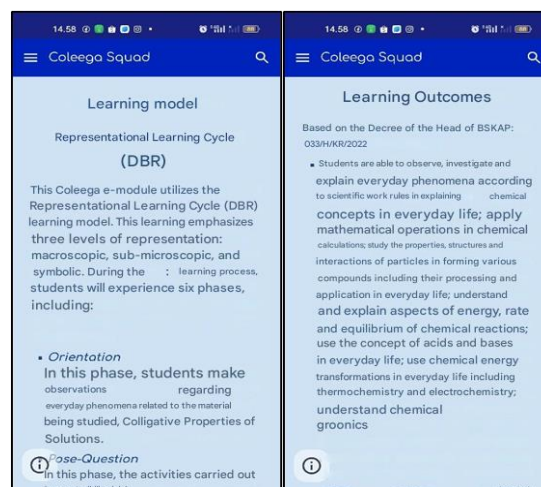 14.58
Coleega Squad
Learning model
Representational Learning Cycle
(DBR)
This Coleega e-module utilizes the
Representational Learning Cycle (DBR)
learning model. This learning emphasizes
three levels of representation:
macroscopic, sub-microscopic, and
symbolic. During the : learning process,
students will experience six phases,
including:
▪ Orientation
In this phase, students make
observations regarding
everyday phenomena related to the material
being studied, Colligative Properties of
Solutions.
Pose-Question
In this phase, the activities carried out
14.58
Coleega Squad
Learning Outcomes
Based on the Decree of the Head of BSKAP:
033/H/KR/2022
▪ Students are able to observe, investigate and
explain everyday phenomena according
to scientific work rules in explaining chemical
concepts in everyday life; apply
mathematical operations in chemical
calculations; study the properties, structures and
interactions of particles in forming various
compounds including their processing and
application in everyday life; understand
and explain aspects of energy, rate
and equilibrium of chemical reactions;
use the concept of acids and bases
in everyday life; use chemical energy
transformations in everyday life including
thermochemistry and electrochemistry;
understand chemical
groonics